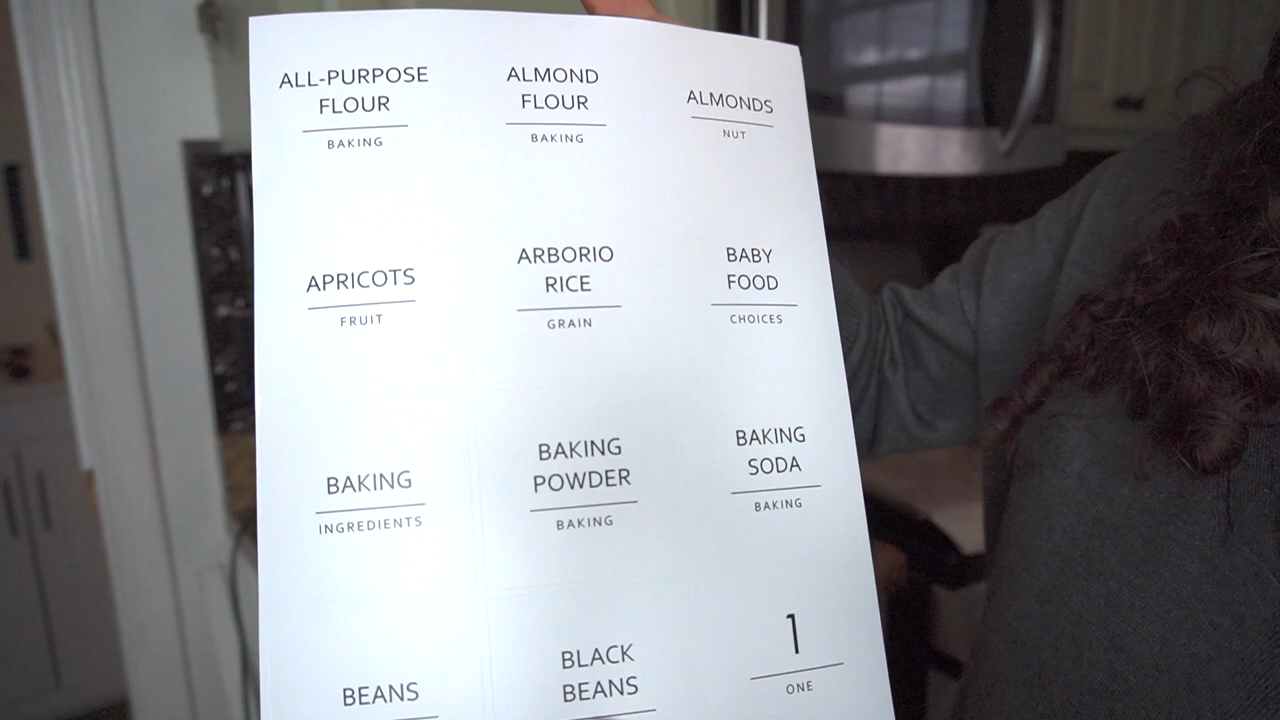 ALL-PURPOSE
FLOUR
BAKING
ALMOND
FLOUR
BAKING
ALMONDS
NUT
APRICOTS
FRUIT
ARBORIO
RICE
GRAIN
BABY
FOOD
CHOICES
BAKING
INGREDIENTS
BAKING
POWDER
BAKING
BAKING
SODA
BAKING
BEANS
BLACK
BEANS
1
ONE